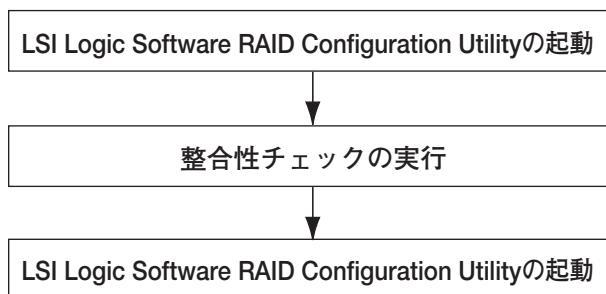 LSI Logic Software RAID Configuration Utilityの起動
整合性チェックの実行
LSI Logic Software RAID Configuration Utilityの起動